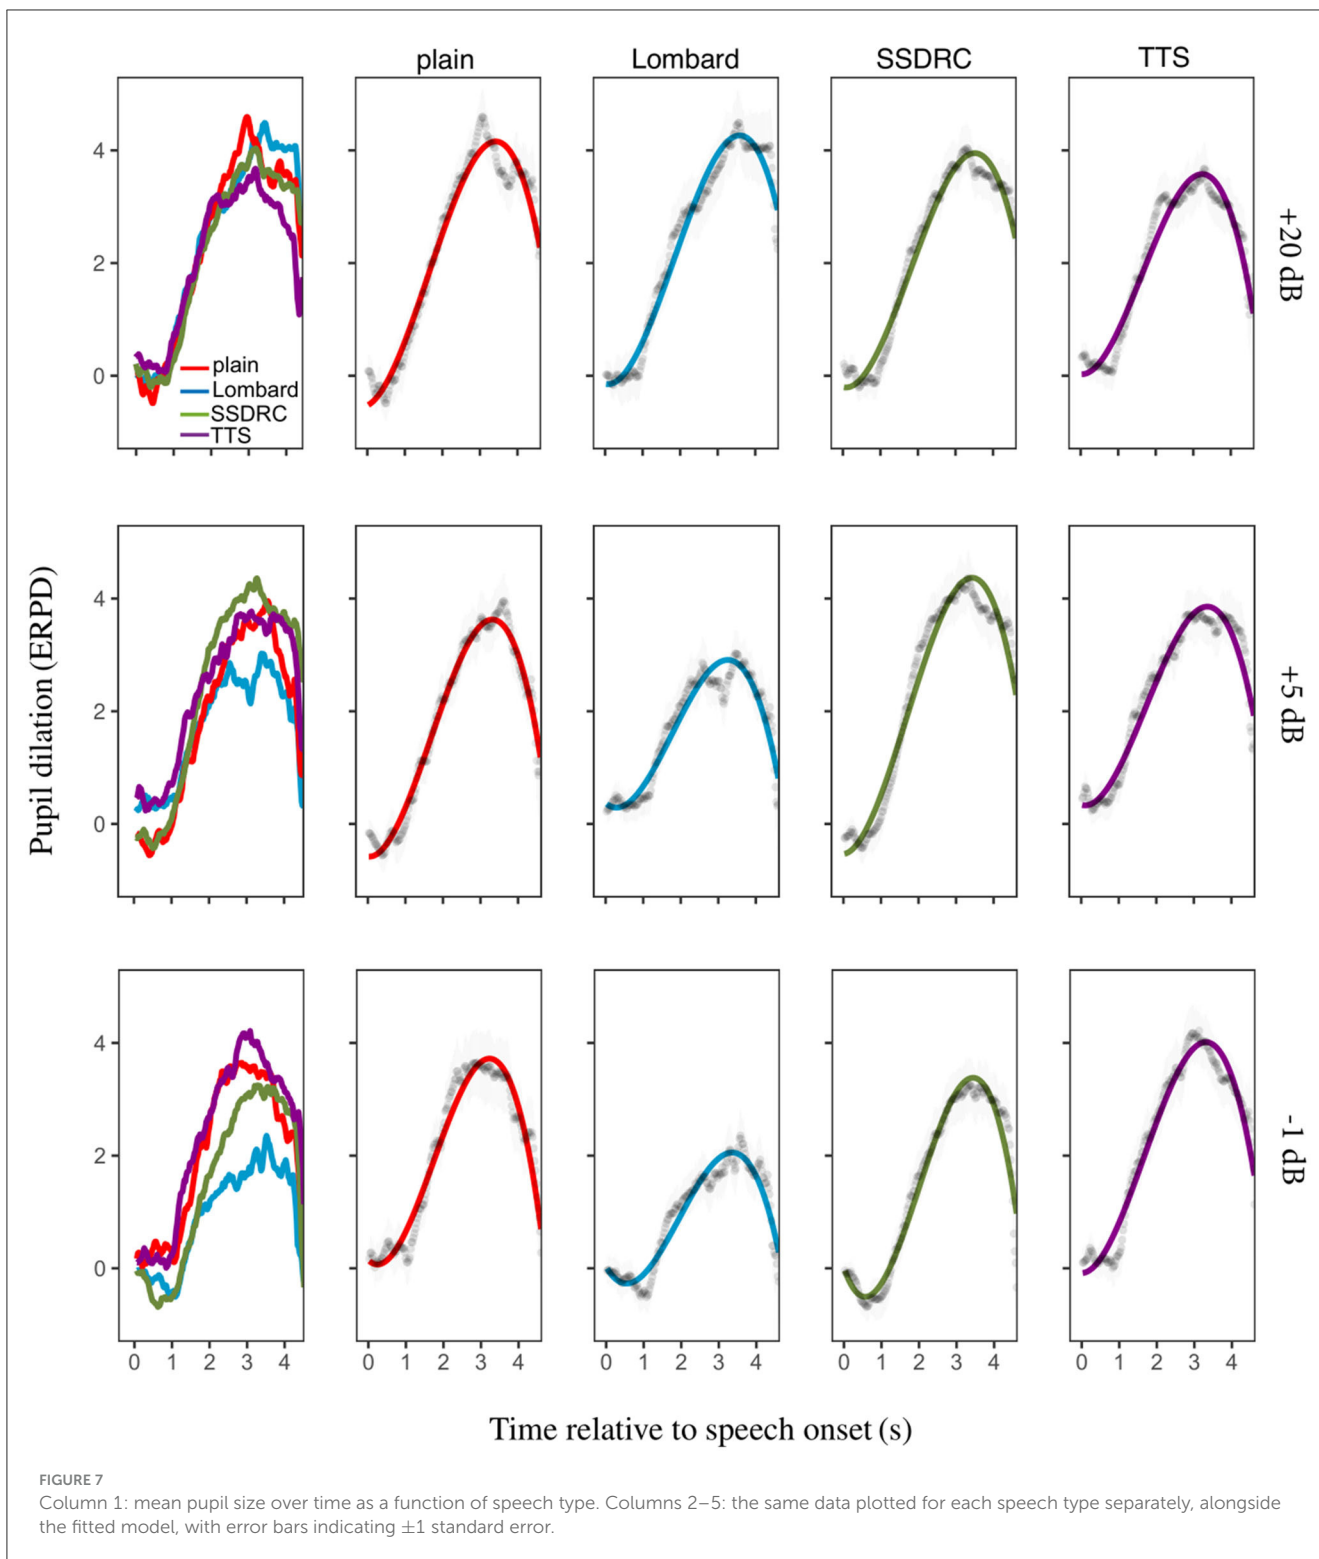 plain Lombard SSDRC TTS
4
2
0
plain
Lombard
SSDRC
TTS
+20 dB
Pupil dilation (ERPD)
4
2
0
+5 dB
4
2
0
-1 dB
0 1 2 3 4 0 1 2 3 4 0 1 2 3 4 0 1 2 3 4 0 1 2 3 4
Time relative to speech onset (s)
FIGURE 7
Column 1: mean pupil size over time as a function of speech type. Columns 2–5: the same data plotted for each speech type separately, alongside
the fitted model, with error bars indicating ±1 standard error.